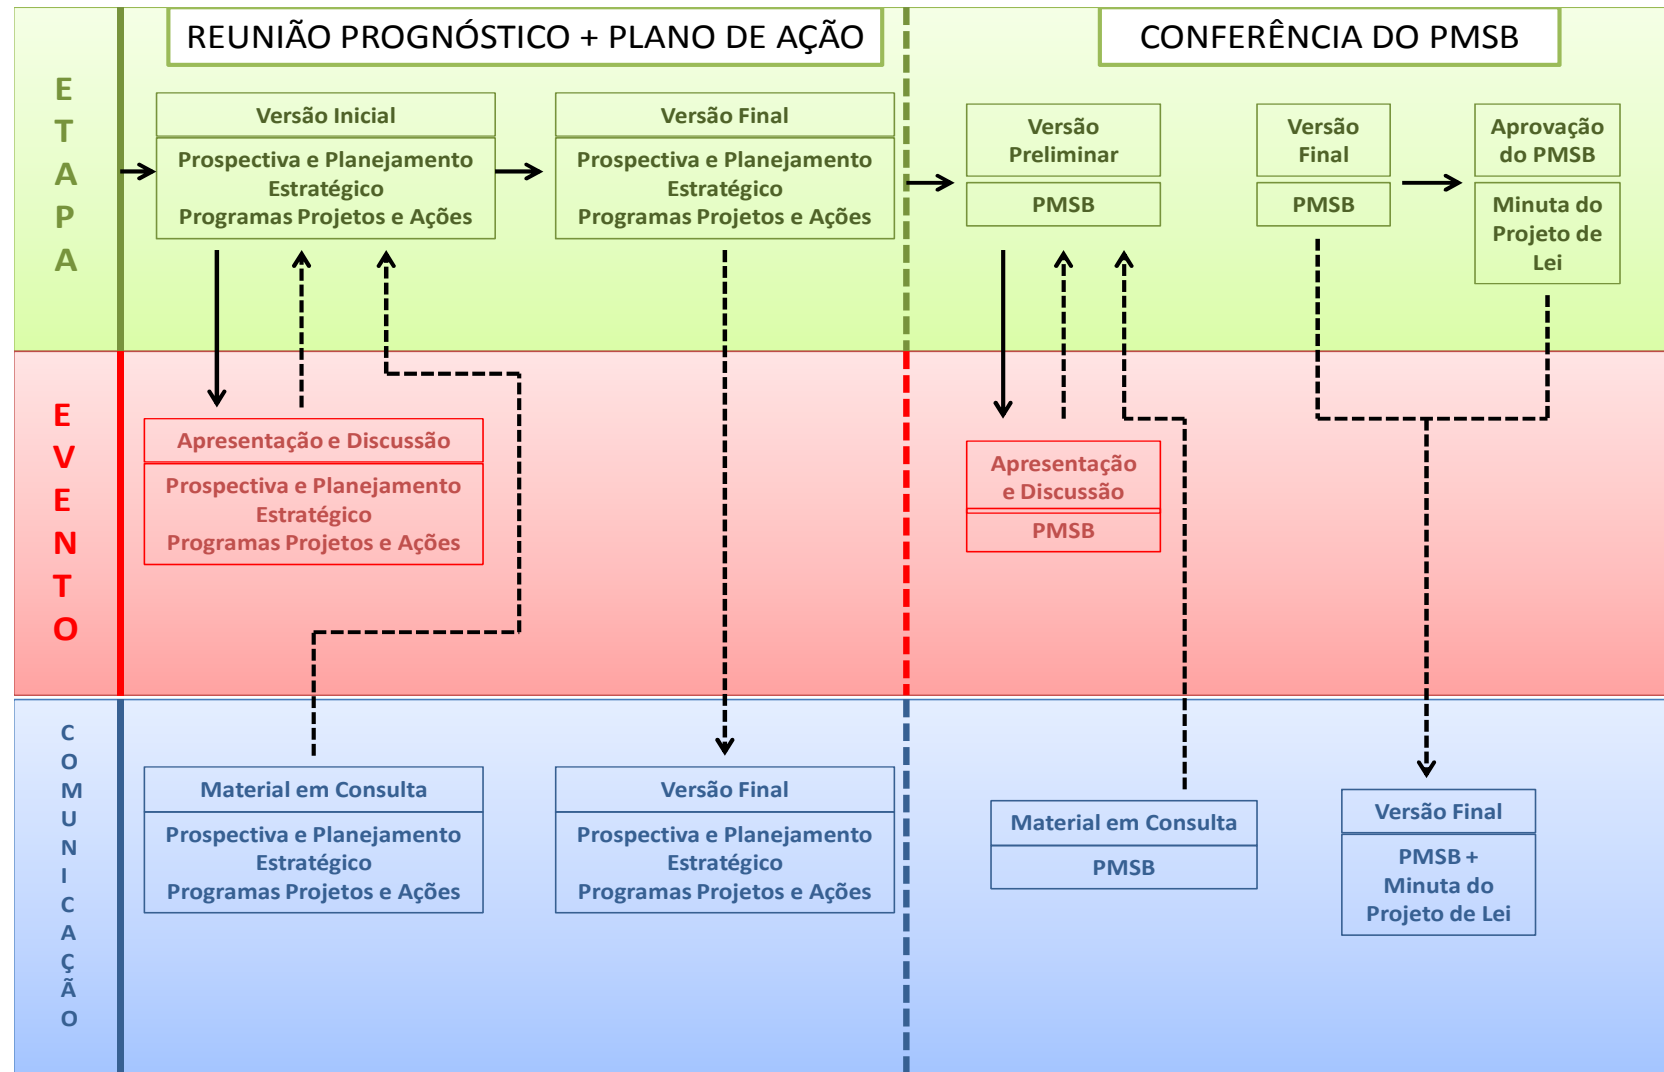 REUNIÃO PROGNÓSTICO + PLANO DE AÇÃO
CONFERÊNCIA DO PMSB
ETAPA
Versão Inicial
Prospectiva e Planejamento
Estratégico
Programas Projetos e Ações
Versão Final
Prospectiva e Planejamento
Estratégico
Programas Projetos e Ações
Versão
Preliminar
PMSB
Versão
Final
PMSB
Aprovação
do PMSB
Minuta do
Projeto de
Lei
EVENTO
Apresentação e Discussão
Prospectiva e Planejamento
Estratégico
Programas Projetos e Ações
Apresentação
e Discussão
PMSB
COMUNICAÇÃO
Material em Consulta
Prospectiva e Planejamento
Estratégico
Programas Projetos e Ações
Versão Final
Prospectiva e Planejamento
Estratégico
Programas Projetos e Ações
Material em Consulta
PMSB
Versão Final
PMSB +
Minuta do
Projeto de Lei